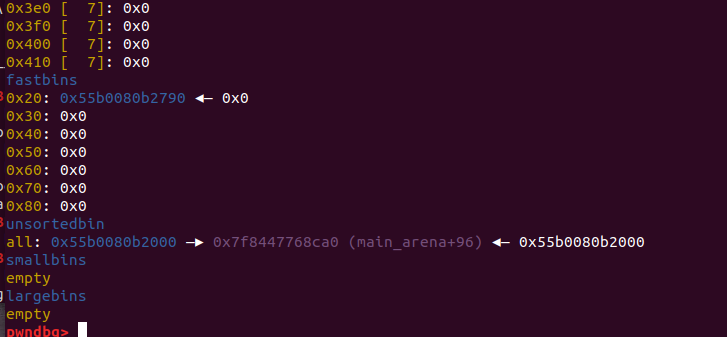 0x3e0 [  7]: 0x0
0x3f0 [  7]: 0x0
0x400 [  7]: 0x0
0x410 [  7]: 0x0
fastbins
0x20: 0x55b0080b2790 ◂— 0x0
0x30: 0x0
0x40: 0x0
0x50: 0x0
0x60: 0x0
0x70: 0x0
0x80: 0x0
unsortedbin
all: 0x55b0080b2000 —▸ 0x7f8447768ca0 (main_arena+96) ◂— 0x55b0080b2000
smallbins
empty
largebins
empty
pwndbg>